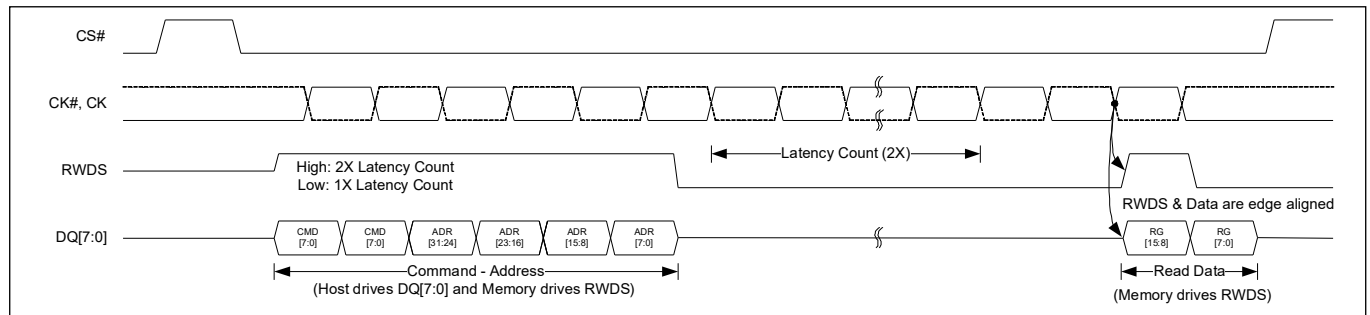 CS#
CK#, CK
Latency Count (2X)
RWDS
High: 2X Latency Count
Low: 1X Latency Count
RWDS & Data are edge aligned
DQ[7:0]
CMD [7:0]
CMD [7:0]
ADR [31:24]
ADR [23:16]
ADR [15:8]
ADR [7:0]
RG [15:8]
RG [7:0]
Command - Address
(Host drives DQ[7:0] and Memory drives RWDS)
Read Data
(Memory drives RWDS)